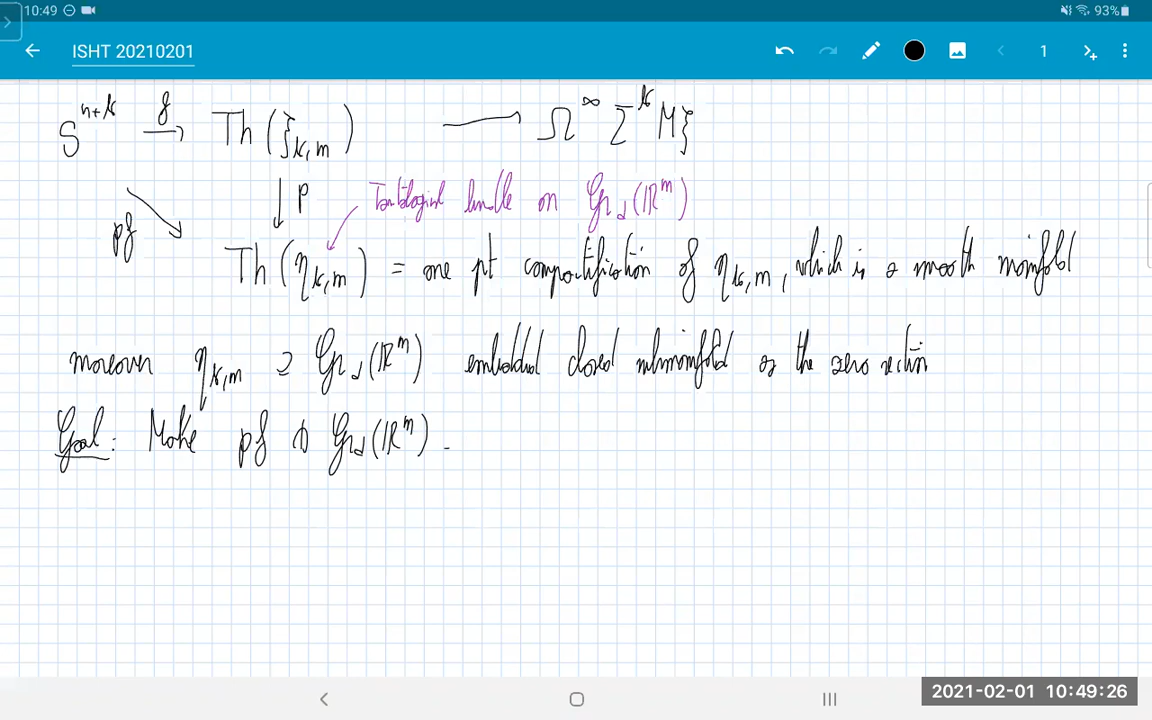 10:49 93%
ISHT 20210201 1
S^{n+k} \xrightarrow{f} Th(ξ_{k,m}) ⟶ Ω^∞ Σ^k Mξ
pf ↘ ↓ p Tautological bundle on Gr_d(ℝ^m)
Th(η_{k,m}) = one pt compactification of η_{k,m}, which is a smooth manifold
moreover η_{k,m} ⊇ Gr_d(ℝ^m) embedded closed submanifold as the zero section
Goal: Make pf ⋔ Gr_d(ℝ^m).
2021-02-01 10:49:26